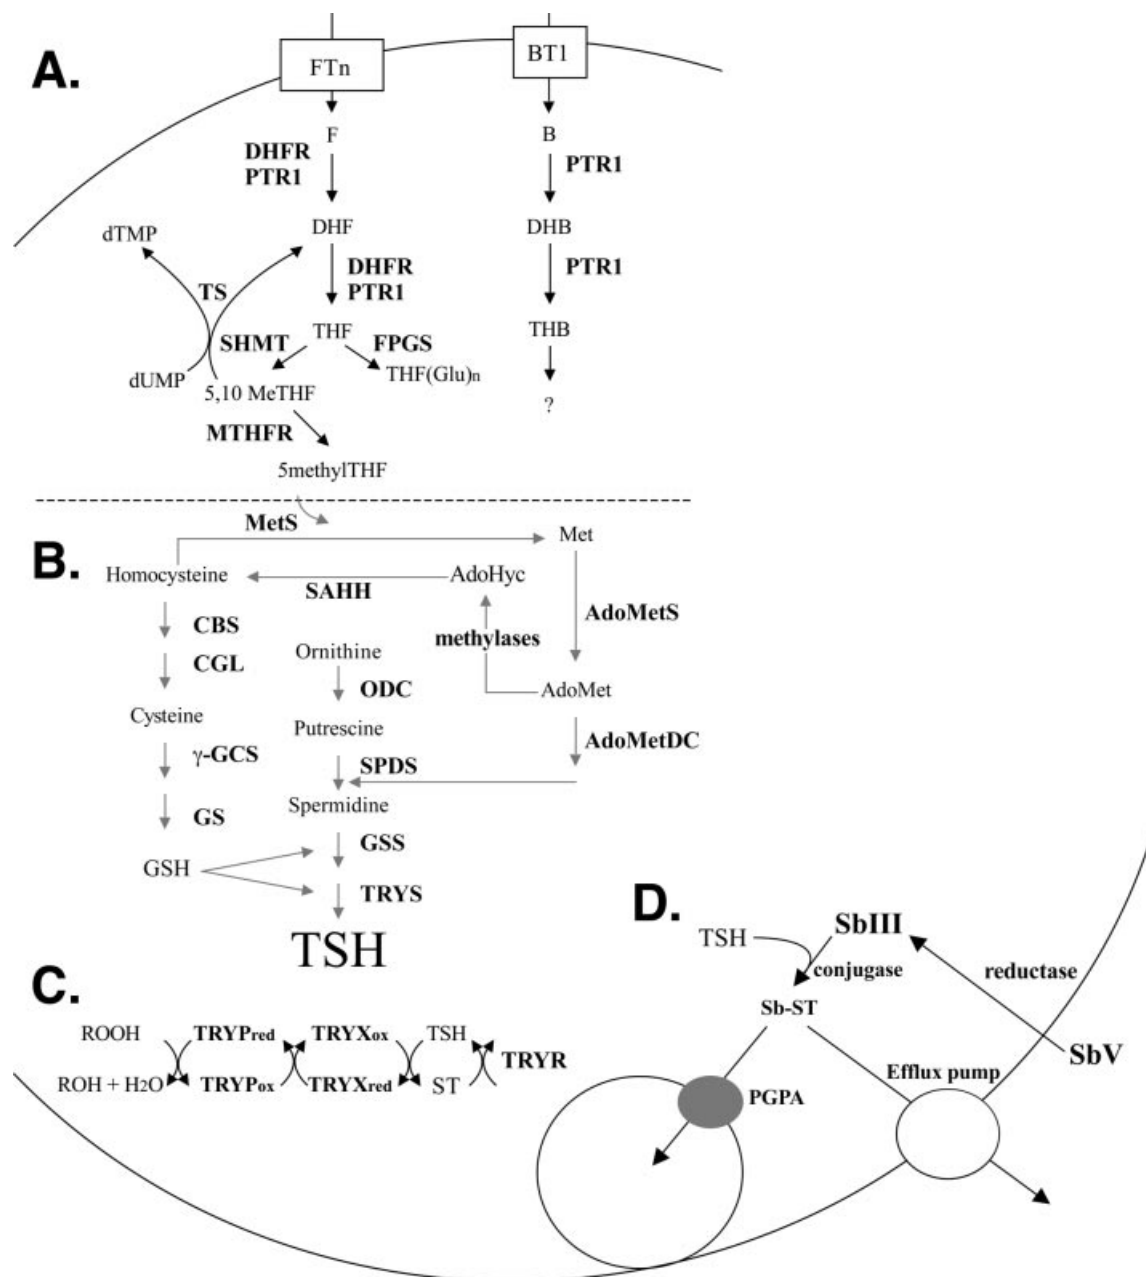 A.
FTn
BT1
F
B
DHFR
PTR1
PTR1
dTMP
DHF
DHB
TS
DHFR
PTR1
PTR1
SHMT
THF
FPGS
THB
dUMP
5,10 MeTHF
THF(Glu)n
?
MTHFR
5methylTHF
B.
MetS
Met
Homocysteine
SAHH
AdoHyc
CBS
AdoMetS
methylases
CGL
Ornithine
ODC
AdoMet
Cysteine
Putrescine
AdoMetDC
γ-GCS
SPDS
Spermidine
GS
GSS
GSH
TRYS
TSH
C.
ROOH
TRYPred
TRYXox
TSH
TRYR
ROH + H2O
TRYPox
TRYXred
ST
D.
TSH
SbIII
conjugase
reductase
Sb-ST
SbV
Efflux pump
PGPA